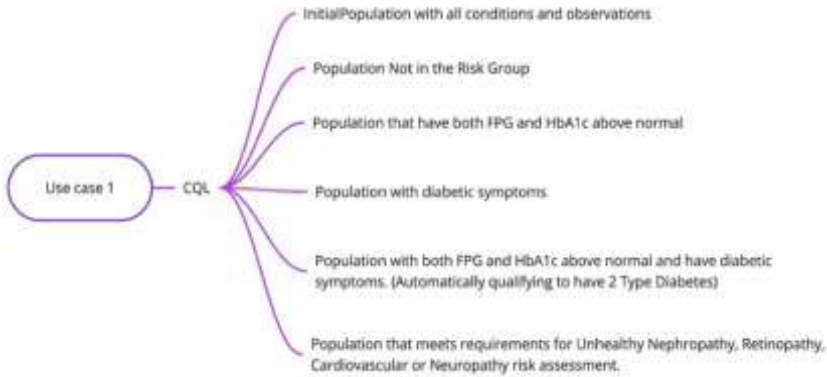 InitialPopulation with all conditions and observations
Population Not in the Risk Group
Population that have both FPG and HbA1c above normal
Use case 1
CQL
Population with diabetic symptoms
Population with both FPG and HbA1c above normal and have diabetic
symptoms. (Automatically qualifying to have 2 Type Diabetes)
Population that meets requirements for Unhealthy Nephropathy, Retinopathy,
Cardiovascular or Neuropathy risk assessment.